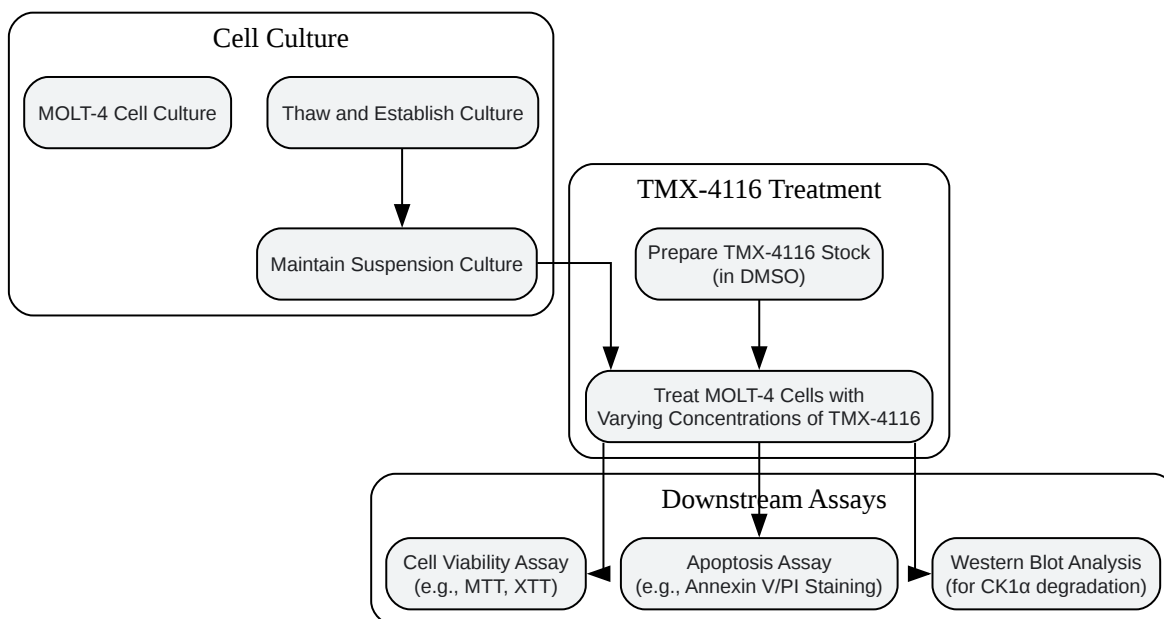 Cell Culture
MOLT-4 Cell Culture
Thaw and Establish Culture
Maintain Suspension Culture
TMX-4116 Treatment
Prepare TMX-4116 Stock
(in DMSO)
Treat MOLT-4 Cells with
Varying Concentrations of TMX-4116
Downstream Assays
Cell Viability Assay
(e.g., MTT, XTT)
Apoptosis Assay
(e.g., Annexin V/PI Staining)
Western Blot Analysis
(for CK1α degradation)